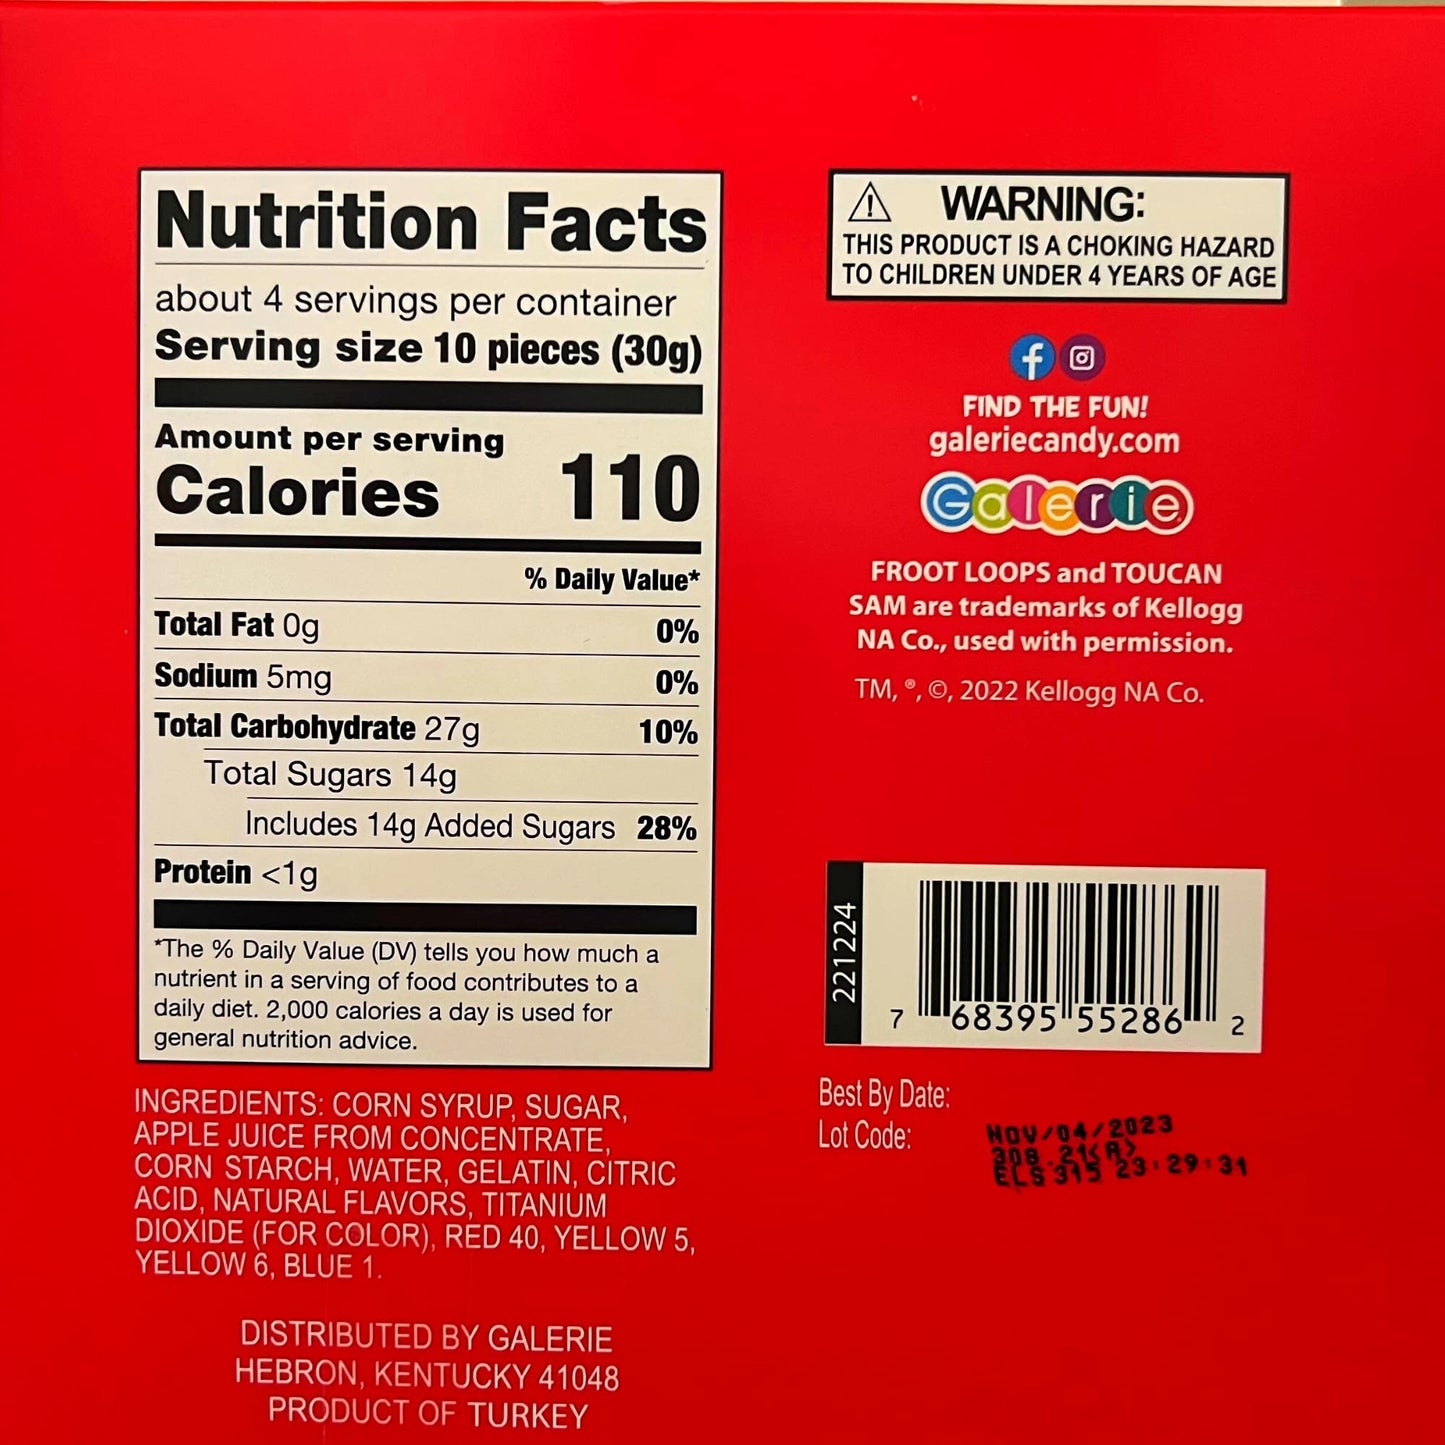 Nutrition Facts
about 4 servings per container
Serving size 10 pieces (30g)
Amount per serving
Calories 110
% Daily Value*
Total Fat 0g 0%
Sodium 5mg 0%
Total Carbohydrate 27g 10%
Total Sugars 14g
Includes 14g Added Sugars 28%
Protein <1g
*The % Daily Value (DV) tells you how much a
nutrient in a serving of food contributes to a
daily diet. 2,000 calories a day is used for
general nutrition advice.
INGREDIENTS: CORN SYRUP, SUGAR,
APPLE JUICE FROM CONCENTRATE,
CORN STARCH, WATER, GELATIN, CITRIC
ACID, NATURAL FLAVORS, TITANIUM
DIOXIDE (FOR COLOR), RED 40, YELLOW 5,
YELLOW 6, BLUE 1.
DISTRIBUTED BY GALERIE
HEBRON, KENTUCKY 41048
PRODUCT OF TURKEY
WARNING:
THIS PRODUCT IS A CHOKING HAZARD
TO CHILDREN UNDER 4 YEARS OF AGE
FIND THE FUN!
galeriecandy.com
Galerie
FROOT LOOPS and TOUCAN
SAM are trademarks of Kellogg
NA Co., used with permission.
TM, ®, ©, 2022 Kellogg NA Co.
221224
7 68395 55286 2
Best By Date:
Lot Code:
NOV/04/2023
308 21(A)
ELS 315 23:29:31